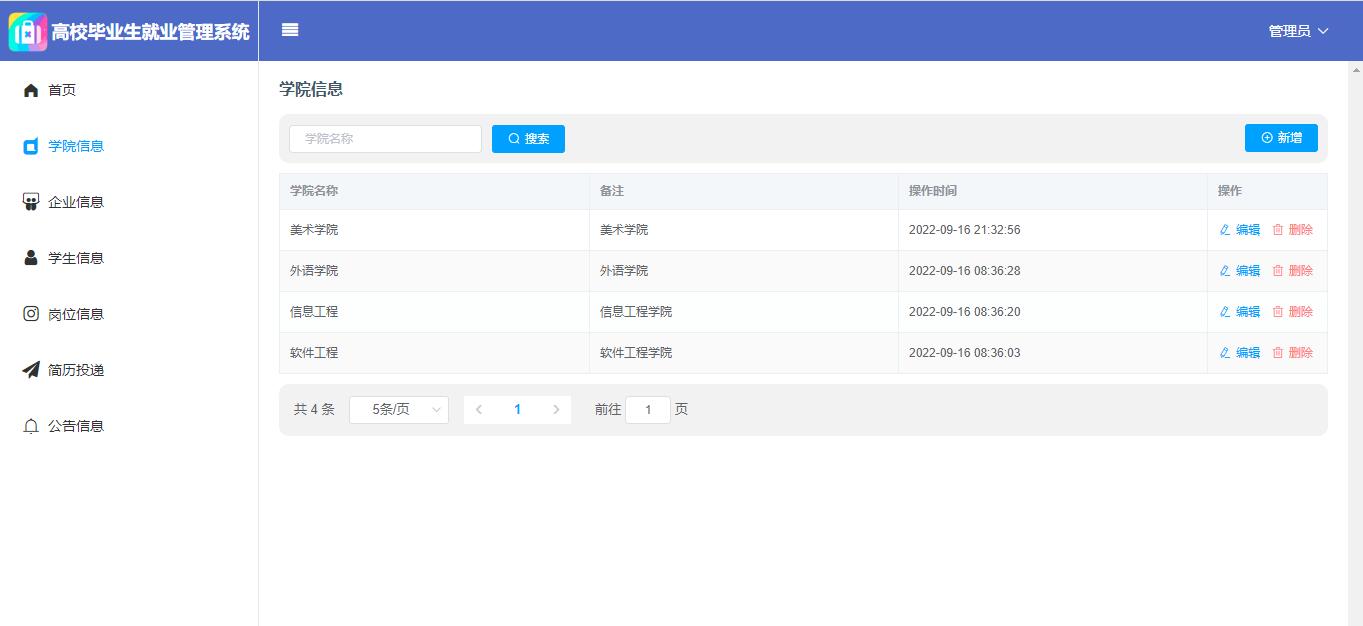 高校毕业生就业管理系统
管理员
首页
学院信息
企业信息
学生信息
岗位信息
简历投递
公告信息
学院信息
学院名称 搜索 新增
学院名称 备注 操作时间 操作
美术学院 美术学院 2022-09-16 21:32:56 编辑 删除
外语学院 外语学院 2022-09-16 08:36:28 编辑 删除
信息工程 信息工程学院 2022-09-16 08:36:20 编辑 删除
软件工程 软件工程学院 2022-09-16 08:36:03 编辑 删除
共 4 条 5条/页 1 前往 1 页